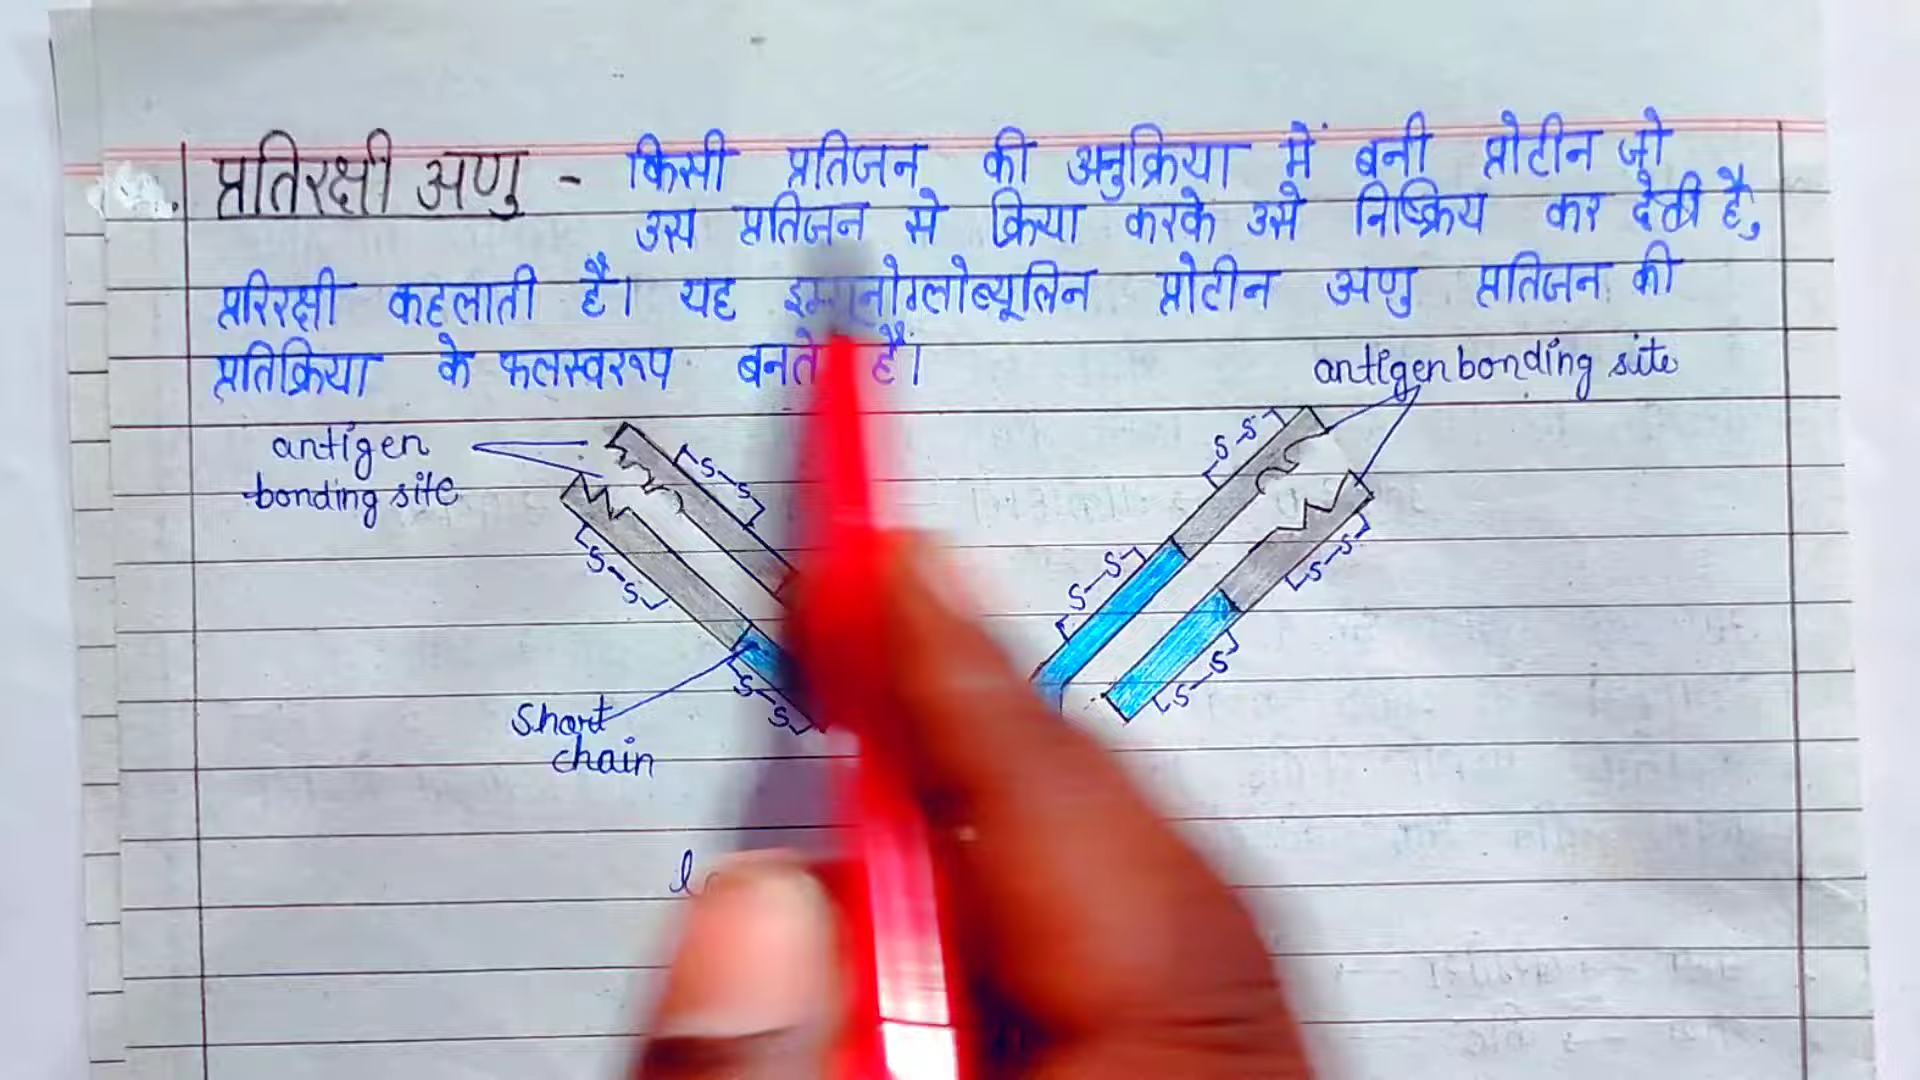 प्रतिरक्षी अणु - किसी प्रतिजन की अनुक्रिया में बनी प्रोटीन जो
उस प्रतिजन से क्रिया करके उसे निष्क्रिय कर देती है,
प्ररिरक्षी कहलाती है। यह इम्यूनोग्लोब्यूलिन प्रोटीन अणु प्रतिजन की
प्रतिक्रिया के फलस्वरूप बनते हैं।
antigen bonding site
antigen
bonding site
S-S
S-S
S-S
S-S
S-S
S-S
S-S
S-S
Short
chain